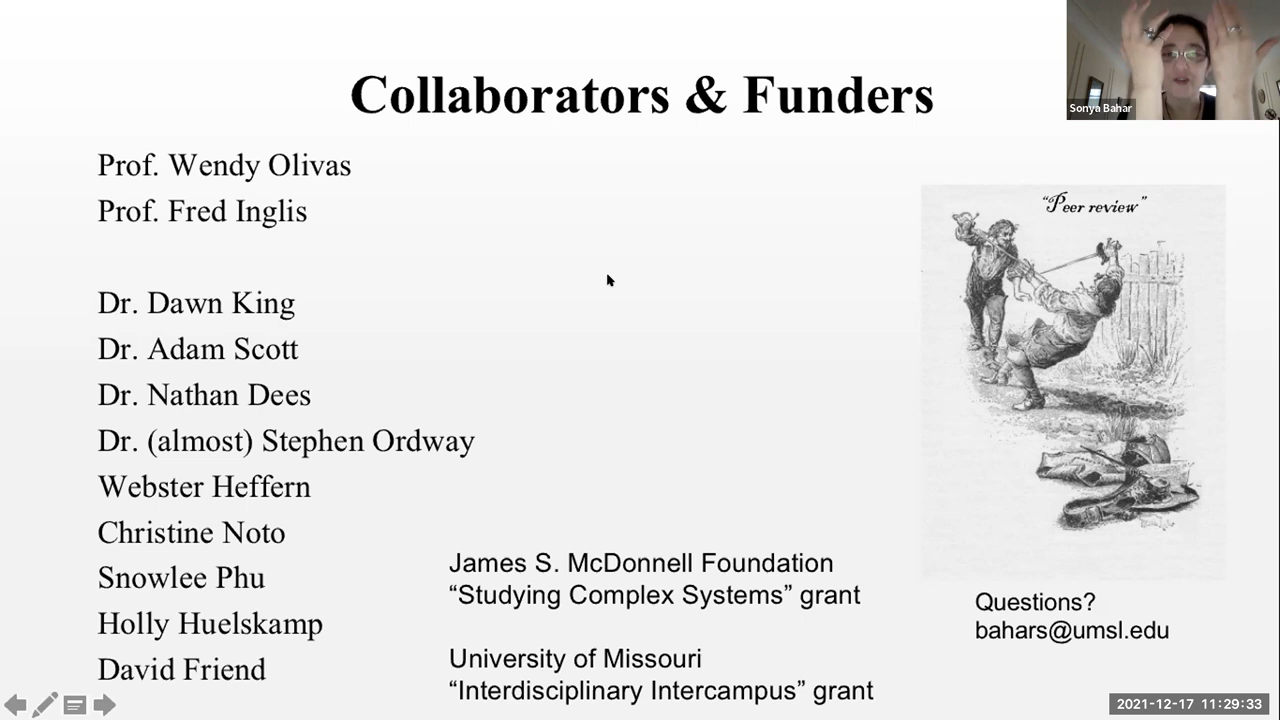 Collaborators & Funders
Sonya Bahar
Prof. Wendy Olivas
Prof. Fred Inglis
Dr. Dawn King
Dr. Adam Scott
Dr. Nathan Dees
Dr. (almost) Stephen Ordway
Webster Heffern
Christine Noto
Snowlee Phu
Holly Huelskamp
David Friend
James S. McDonnell Foundation
“Studying Complex Systems” grant
University of Missouri
“Interdisciplinary Intercampus” grant
“Peer review”
Questions?
bahars@umsl.edu
2021-12-17 11:29:33